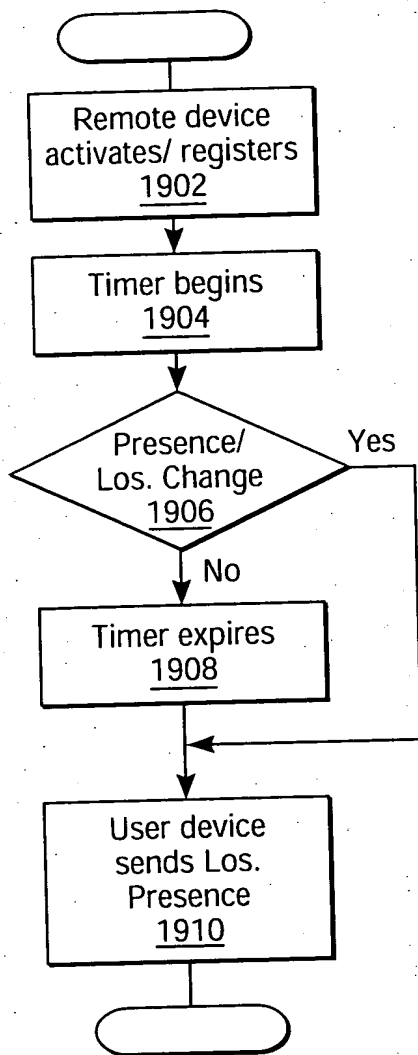 Remote device
activates/ registers
1902
Timer begins
1904
Presence/
Los. Change
1906
Yes
No
Timer expires
1908
User device
sends Los.
Presence
1910